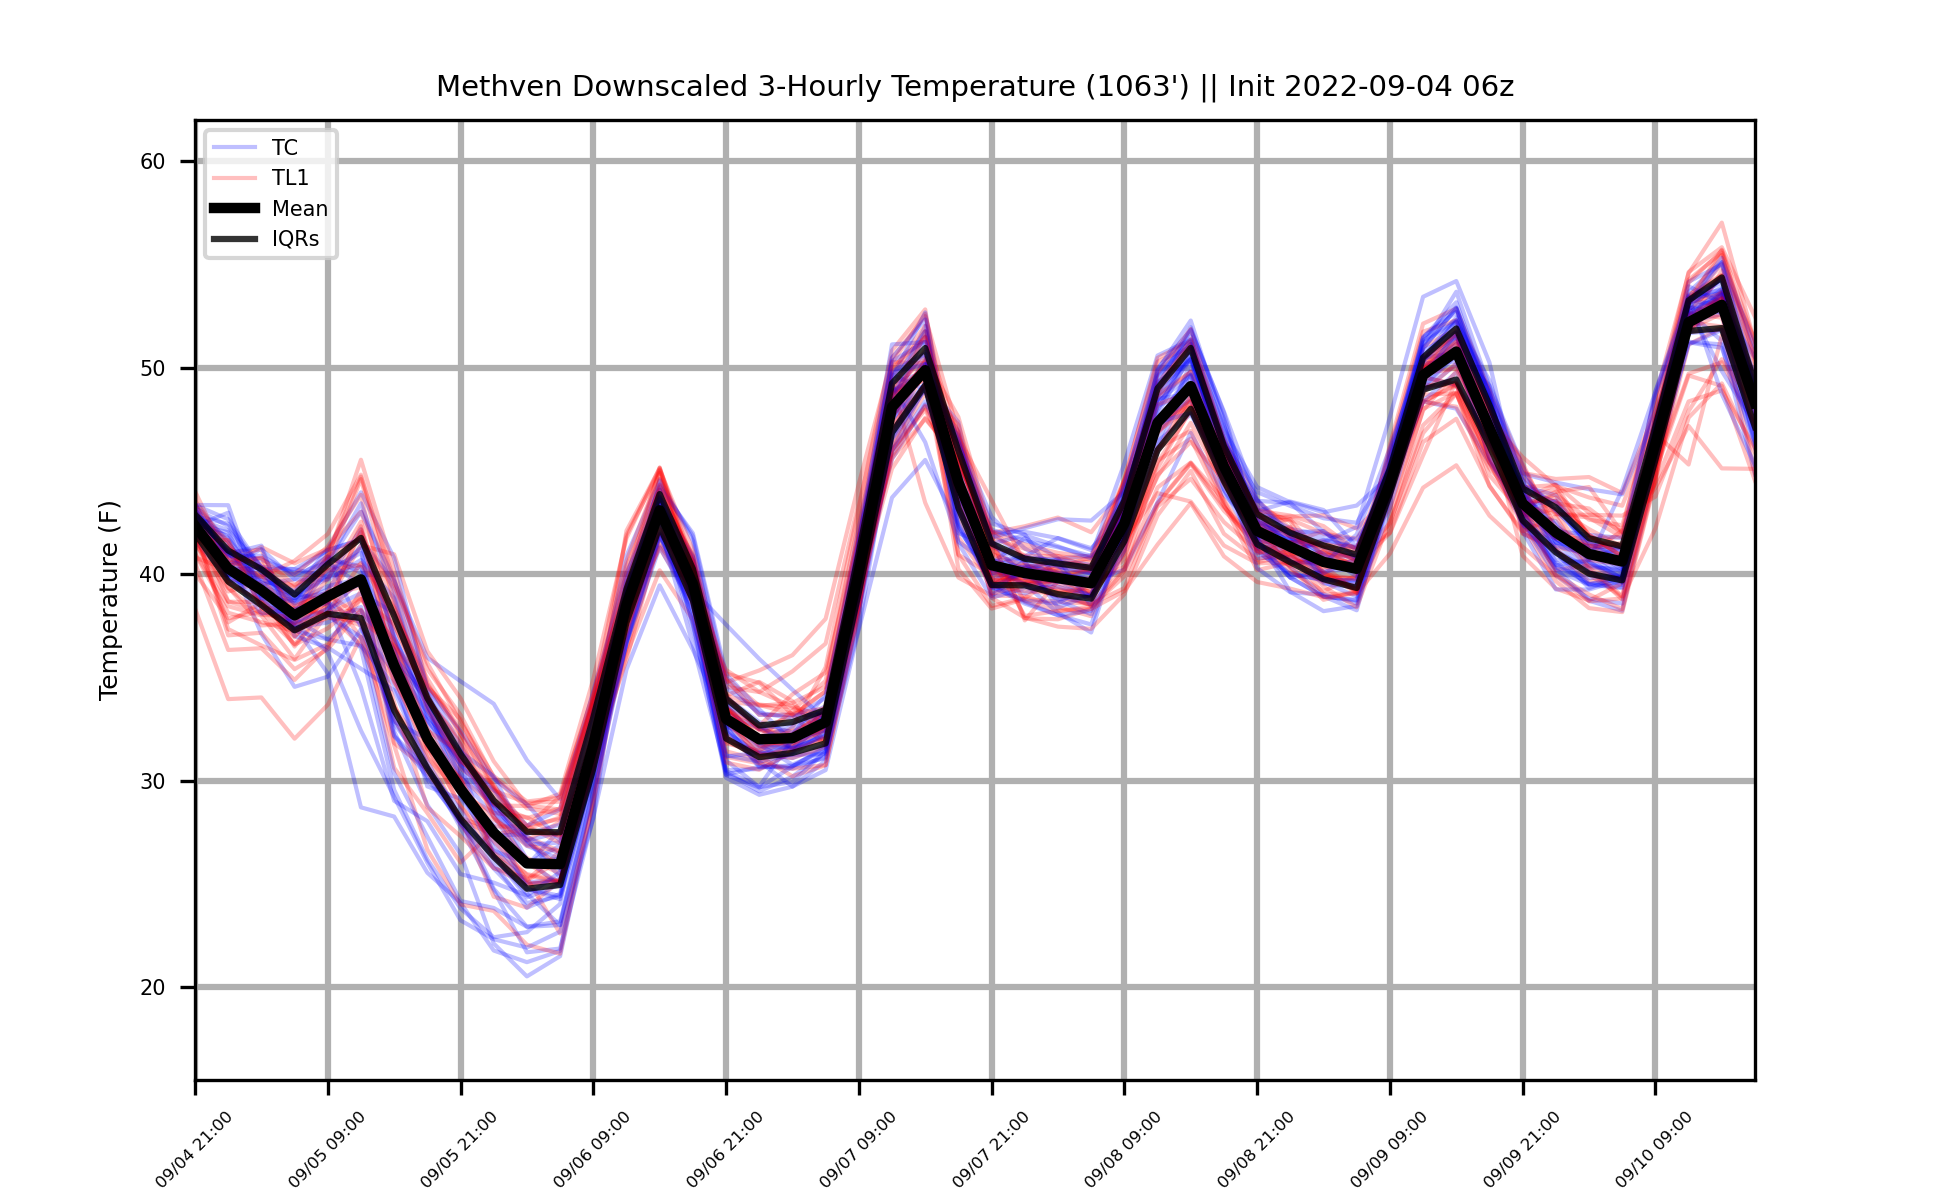 Methven Downscaled 3-Hourly Temperature (1063') || Init 2022-09-04 06z
TC
TL1
Mean
IQRs
Temperature (F)
60
50
40
30
20
09/04 21:00
09/05 09:00
09/05 21:00
09/06 09:00
09/06 21:00
09/07 09:00
09/07 21:00
09/08 09:00
09/08 21:00
09/09 09:00
09/09 21:00
09/10 09:00